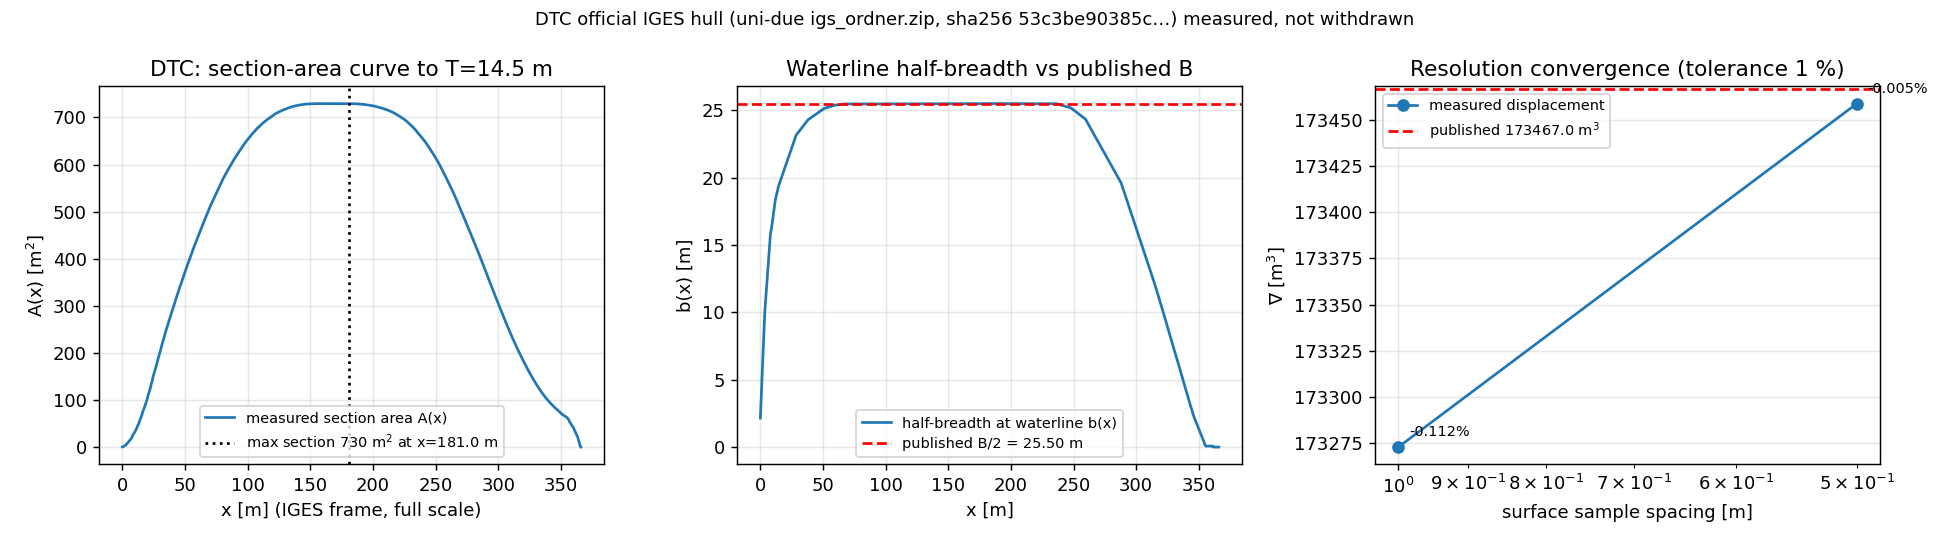 DTC official IGES hull (uni-due igs_ordner.zip, sha256 53c3be90385c...) measured, not withdrawn
DTC: section-area curve to T=14.5 m
A(x) [m²]
700
600
500
400
300
200
100
0
measured section area A(x)
max section 730 m² at x=181.0 m
0 50 100 150 200 250 300 350
x [m] (IGES frame, full scale)
Waterline half-breadth vs published B
b(x) [m]
25
20
15
10
5
0
half-breadth at waterline b(x)
published B/2 = 25.50 m
0 50 100 150 200 250 300 350
x [m]
Resolution convergence (tolerance 1 %)
∇ [m³]
-0.005%
measured displacement
published 173467.0 m³
173450
173425
173400
173375
173350
173325
173300
173275
-0.112%
10⁰ 9 × 10⁻¹ 8 × 10⁻¹ 7 × 10⁻¹ 6 × 10⁻¹ 5 × 10⁻¹
surface sample spacing [m]